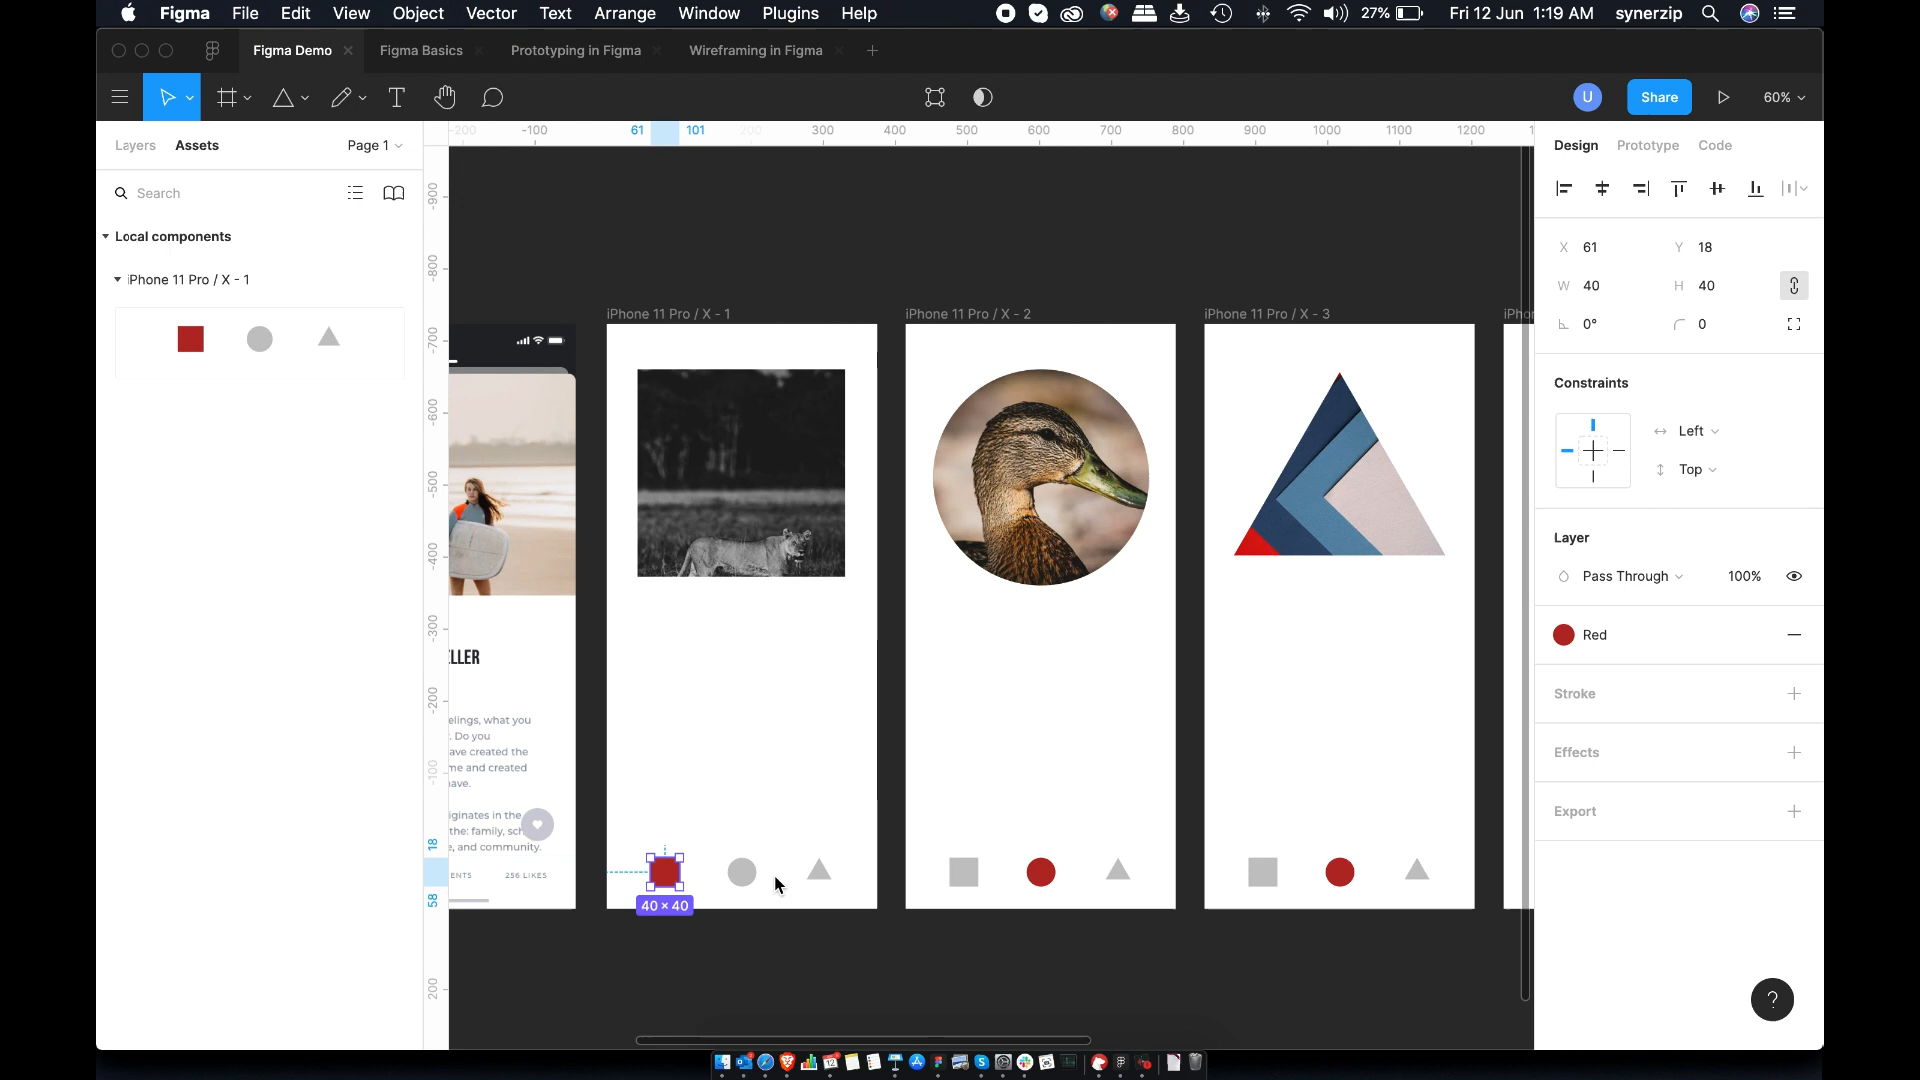 Figma File Edit View Object Vector Text Arrange Window Plugins Help 27% Fri 12 Jun 1:19 AM synerzip
Figma Demo Figma Basics Prototyping in Figma Wireframing in Figma
U Share 60%
Layers Assets Page 1
-200 -100 61 101 200 300 400 500 600 700 800 900 1000 1100 1200
Design Prototype Code
Search
Local components
iPhone 11 Pro / X - 1
-900
-800
-700
-600
-500
-400
-300
-200
-100
18
58
200
iPhone 11 Pro / X - 1
iPhone 11 Pro / X - 2
iPhone 11 Pro / X - 3
ELLER
elings, what you
. Do you
ave created the
me and created
have.
iginates in the
the: family, sch
e, and community.
ENTS 256 LIKES
40 × 40
X 61 Y 18
W 40 H 40
0° 0
Constraints
Left
Top
Layer
Pass Through 100%
Red
Stroke
Effects
Export
?